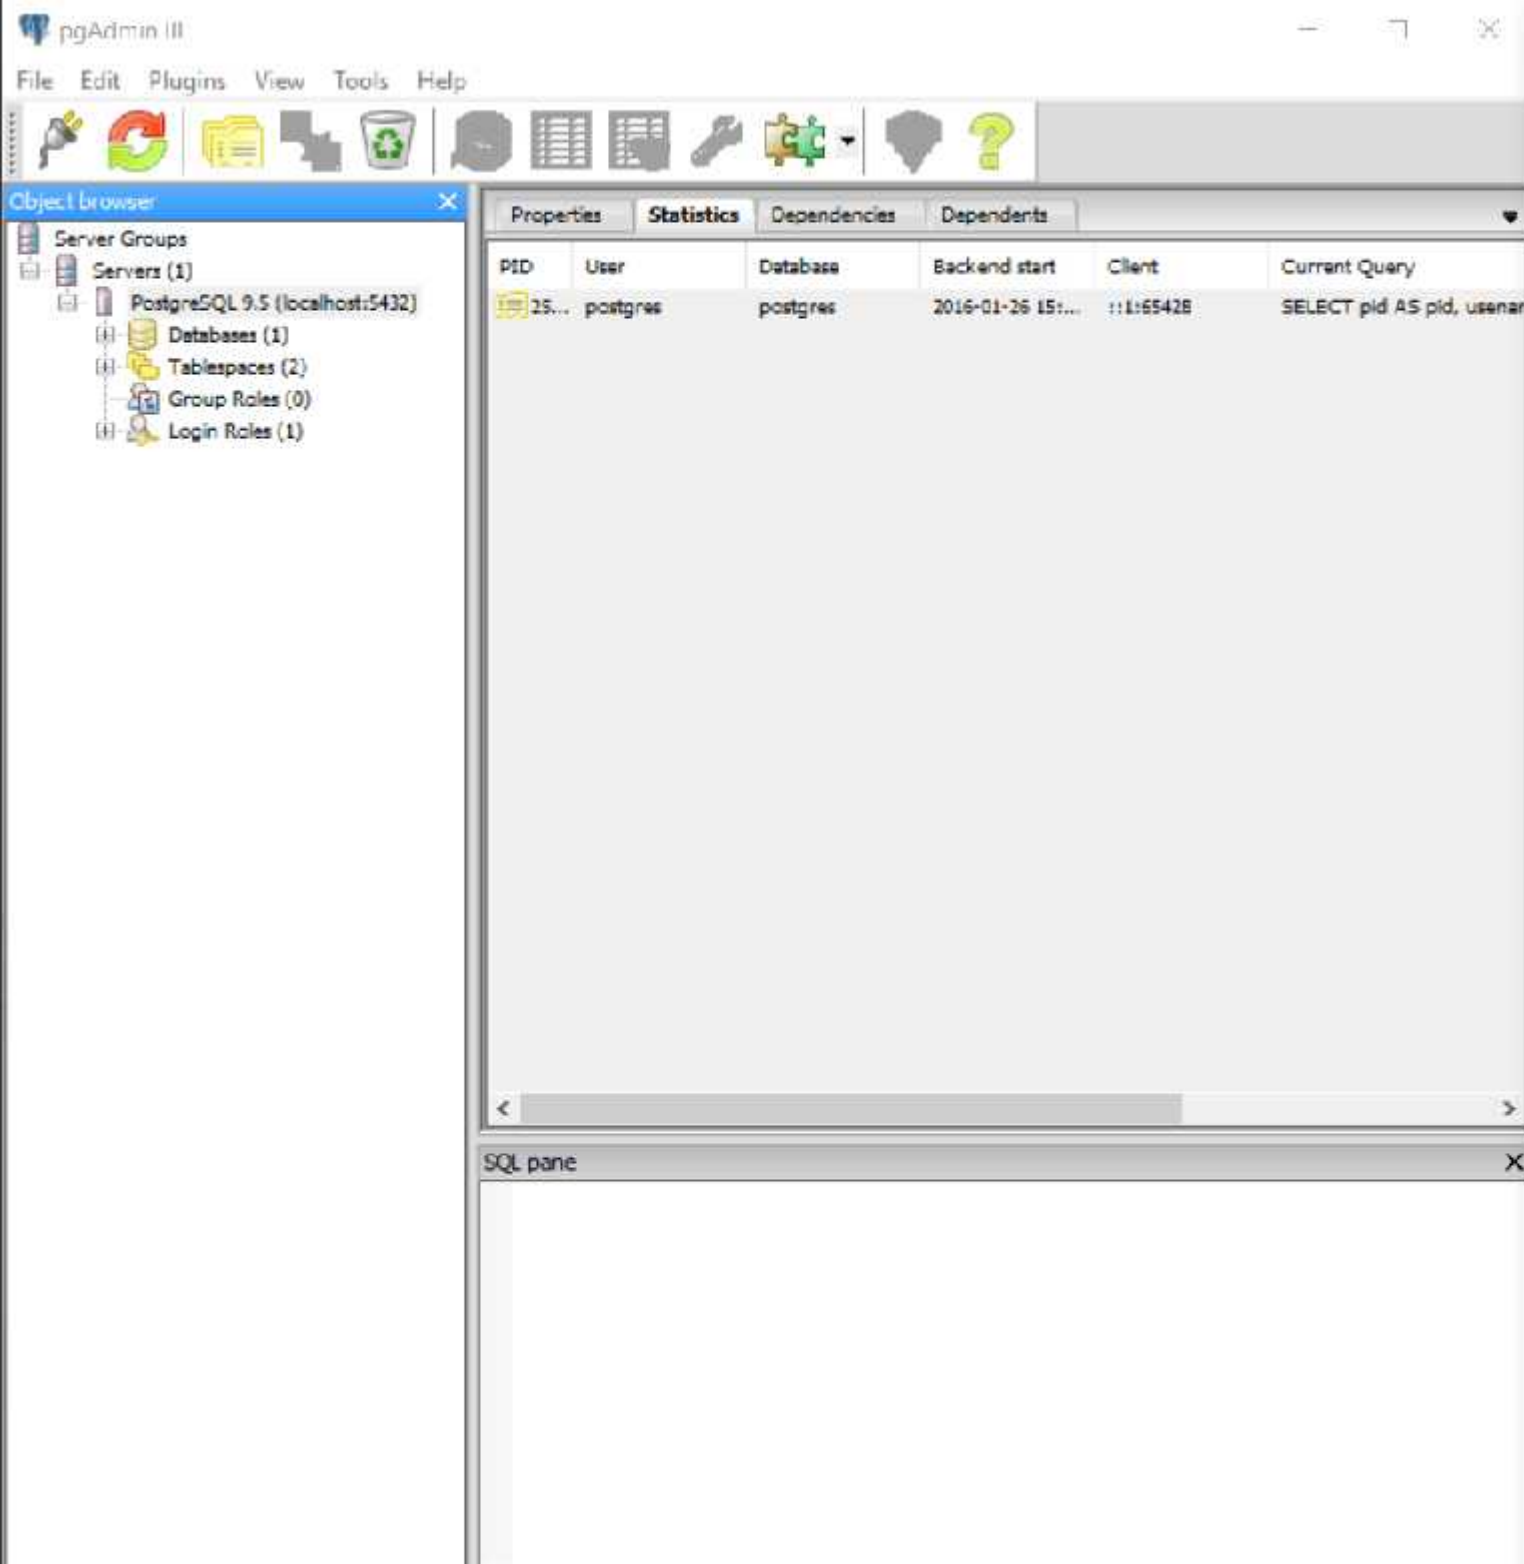 pgAdmin III
File Edit Plugins View Tools Help
Object browser
Server Groups
Servers (1)
PostgreSQL 9.5 (localhost:5432)
Databases (1)
Tablespaces (2)
Group Roles (0)
Login Roles (1)
Properties Statistics Dependencies Dependents
PID User Database Backend start Client Current Query
25... postgres postgres 2016-01-26 15:... ::1:65428 SELECT pid AS pid, usenam
SQL pane